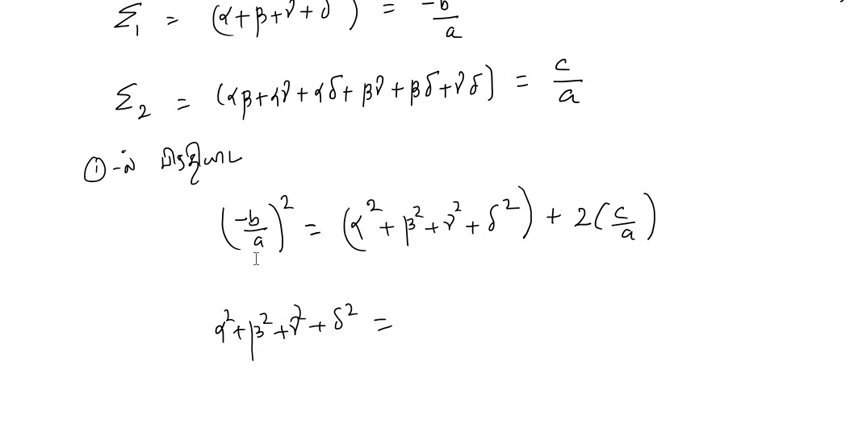 Σ₁ = (α+β+γ+δ) = -b/a
Σ₂ = (αβ+αγ+αδ+βγ+βδ+γδ) = c/a
①-ல் பிரதியிட
(-b/a)² = (α²+β²+γ²+δ²) + 2(c/a)
α²+β²+γ²+δ² =